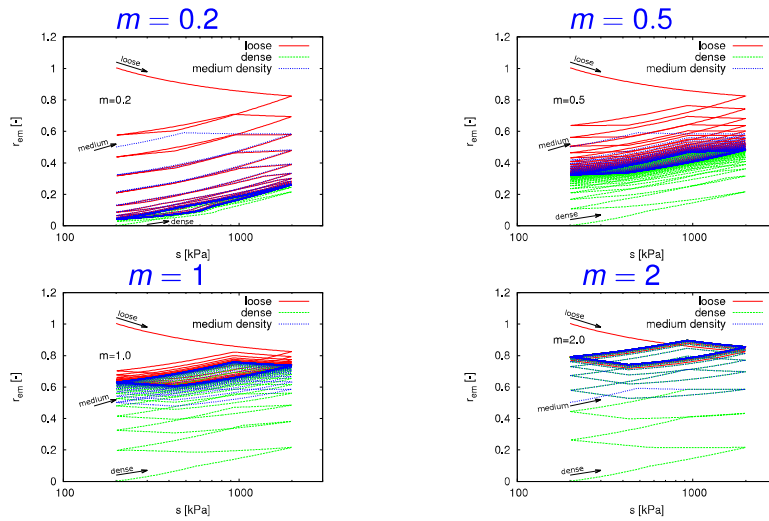 m = 0.2
1.2
1
0.8
0.6
0.4
0.2
0
r_em [-]
loose
dense
medium density
loose
m=0.2
medium
dense
100
1000
s [kPa]
m = 0.5
1.2
1
0.8
0.6
0.4
0.2
0
r_em [-]
loose
dense
medium density
loose
m=0.5
medium
dense
100
1000
s [kPa]
m = 1
1.2
1
0.8
0.6
0.4
0.2
0
r_em [-]
loose
dense
medium density
loose
m=1.0
medium
dense
100
1000
s [kPa]
m = 2
1.2
1
0.8
0.6
0.4
0.2
0
r_em [-]
loose
dense
medium density
loose
m=2.0
medium
dense
100
1000
s [kPa]